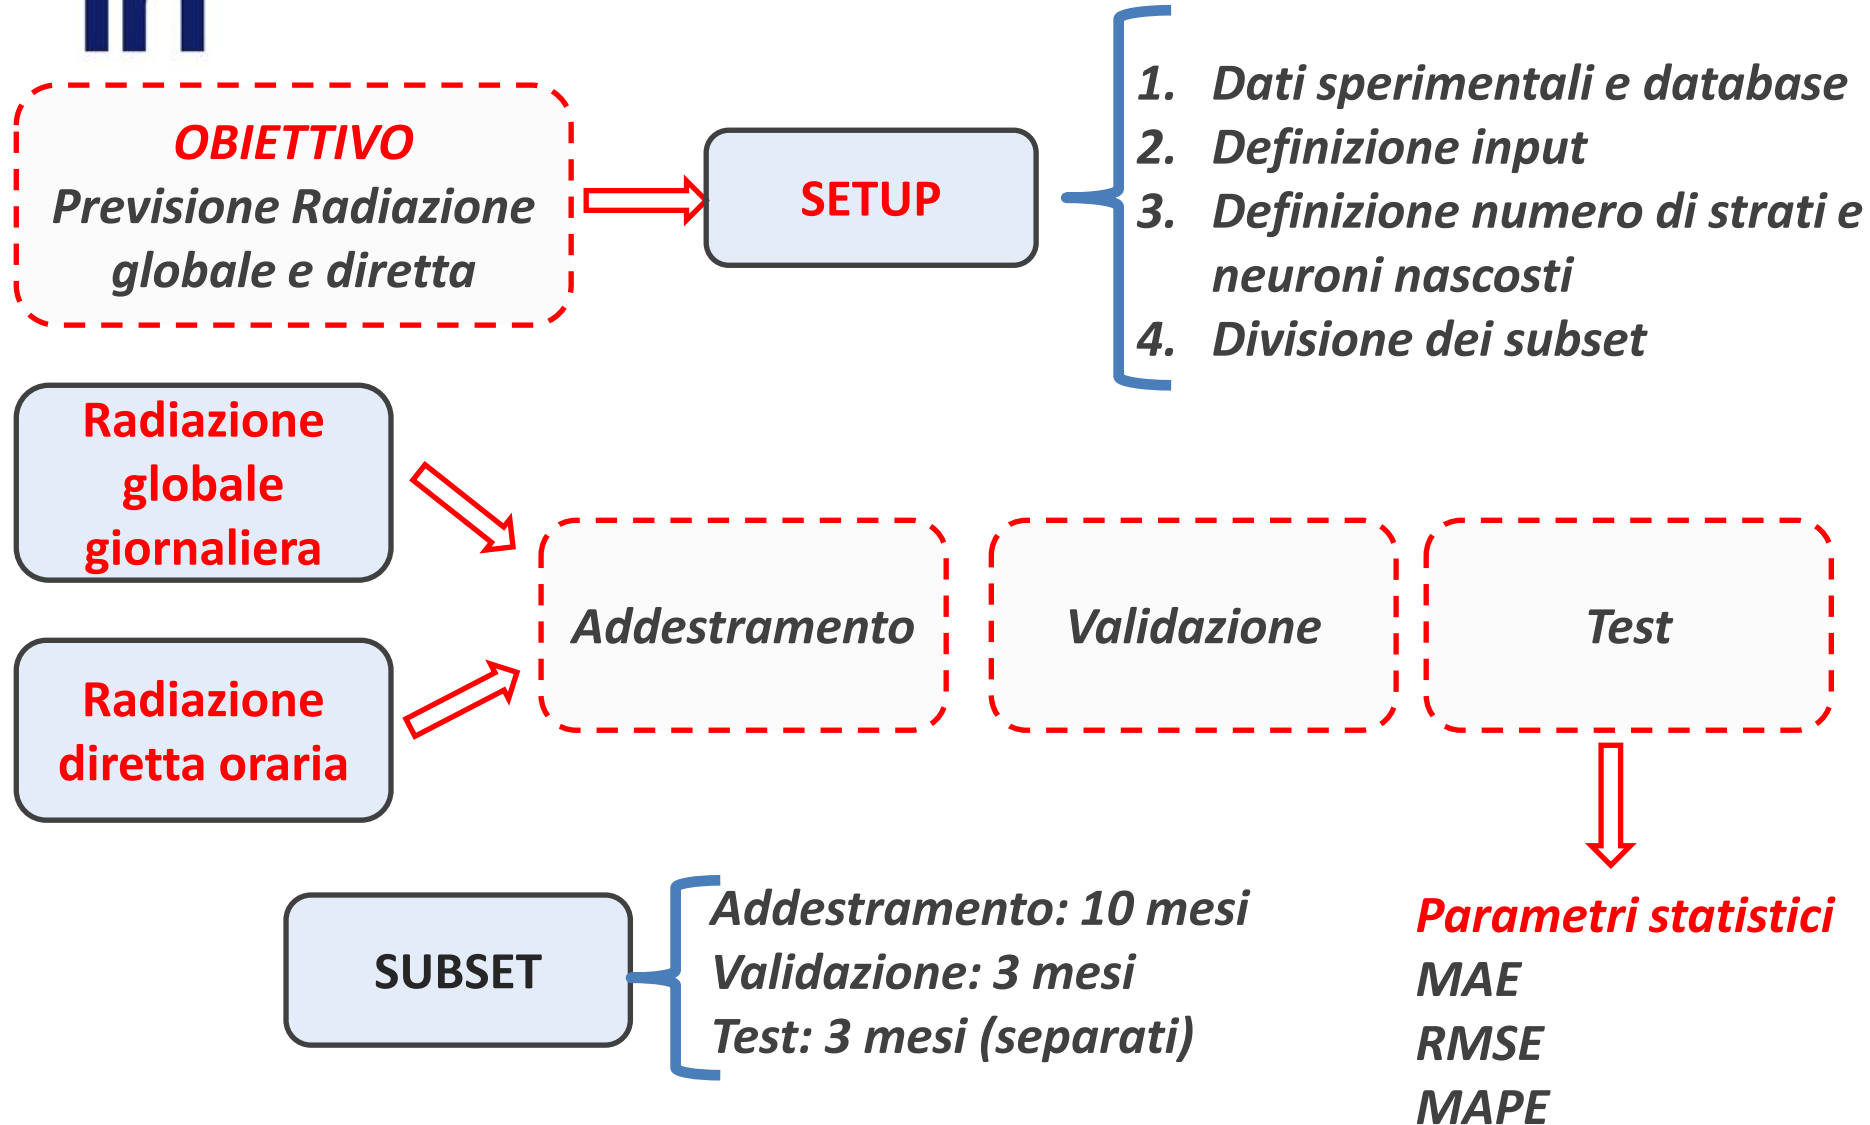 OBIETTIVO
Previsione Radiazione
globale e diretta
SETUP
1. Dati sperimentali e database
2. Definizione input
3. Definizione numero di strati e
neuroni nascosti
4. Divisione dei subset
Radiazione
globale
giornaliera
Radiazione
diretta oraria
Addestramento
Validazione
Test
SUBSET
Addestramento: 10 mesi
Validazione: 3 mesi
Test: 3 mesi (separati)
Parametri statistici
MAE
RMSE
MAPE